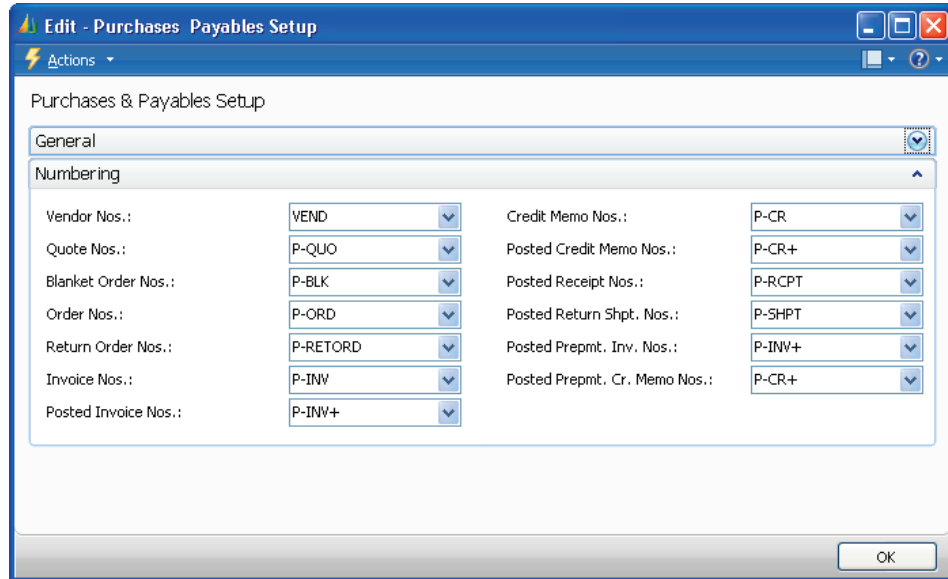 Edit - Purchases  Payables Setup
Actions
Purchases & Payables Setup
General
Numbering
Vendor Nos.: VEND
Quote Nos.: P-QUO
Blanket Order Nos.: P-BLK
Order Nos.: P-ORD
Return Order Nos.: P-RETORD
Invoice Nos.: P-INV
Posted Invoice Nos.: P-INV+
Credit Memo Nos.: P-CR
Posted Credit Memo Nos.: P-CR+
Posted Receipt Nos.: P-RCPT
Posted Return Shpt. Nos.: P-SHPT
Posted Prepmt. Inv. Nos.: P-INV+
Posted Prepmt. Cr. Memo Nos.: P-CR+
OK